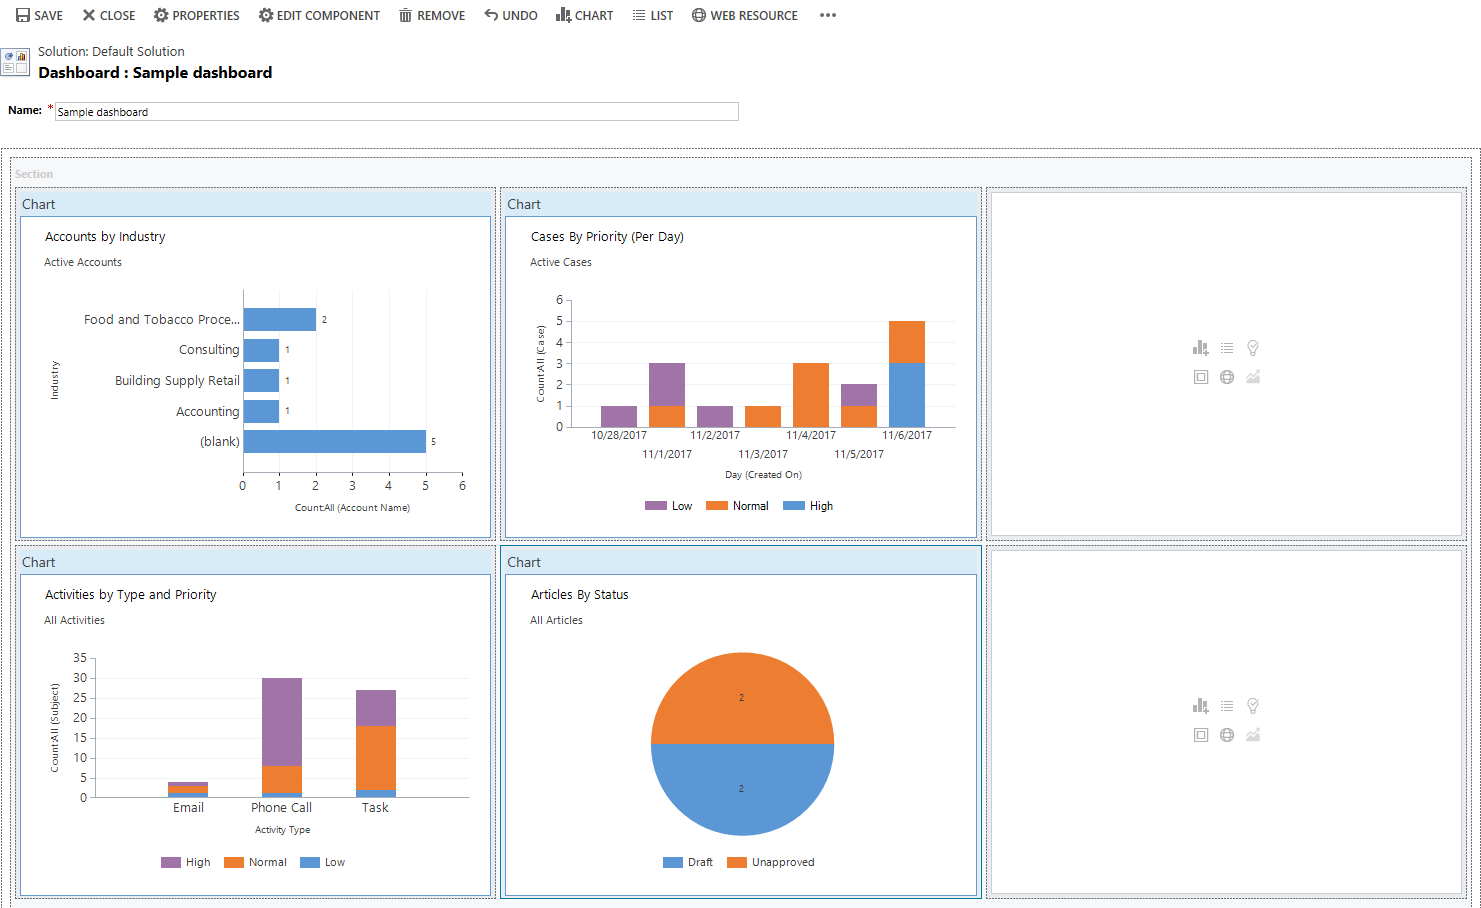 SAVE CLOSE PROPERTIES EDIT COMPONENT REMOVE UNDO CHART LIST WEB RESOURCE •••
Solution: Default Solution
Dashboard : Sample dashboard
Name: * Sample dashboard
Section
Chart
Accounts by Industry
Active Accounts
Industry
Food and Tobacco Proce... 2
Consulting 1
Building Supply Retail 1
Accounting 1
(blank) 5
0 1 2 3 4 5 6
Count:All (Account Name)
Chart
Cases By Priority (Per Day)
Active Cases
Count:All (Case)
6
5
4
3
2
1
0
10/28/2017 11/2/2017 11/4/2017 11/6/2017
11/1/2017 11/3/2017 11/5/2017
Day (Created On)
Low Normal High
Chart
Activities by Type and Priority
All Activities
Count:All (Subject)
35
30
25
20
15
10
5
0
Email Phone Call Task
Activity Type
High Normal Low
Chart
Articles By Status
All Articles
2
2
Draft Unapproved